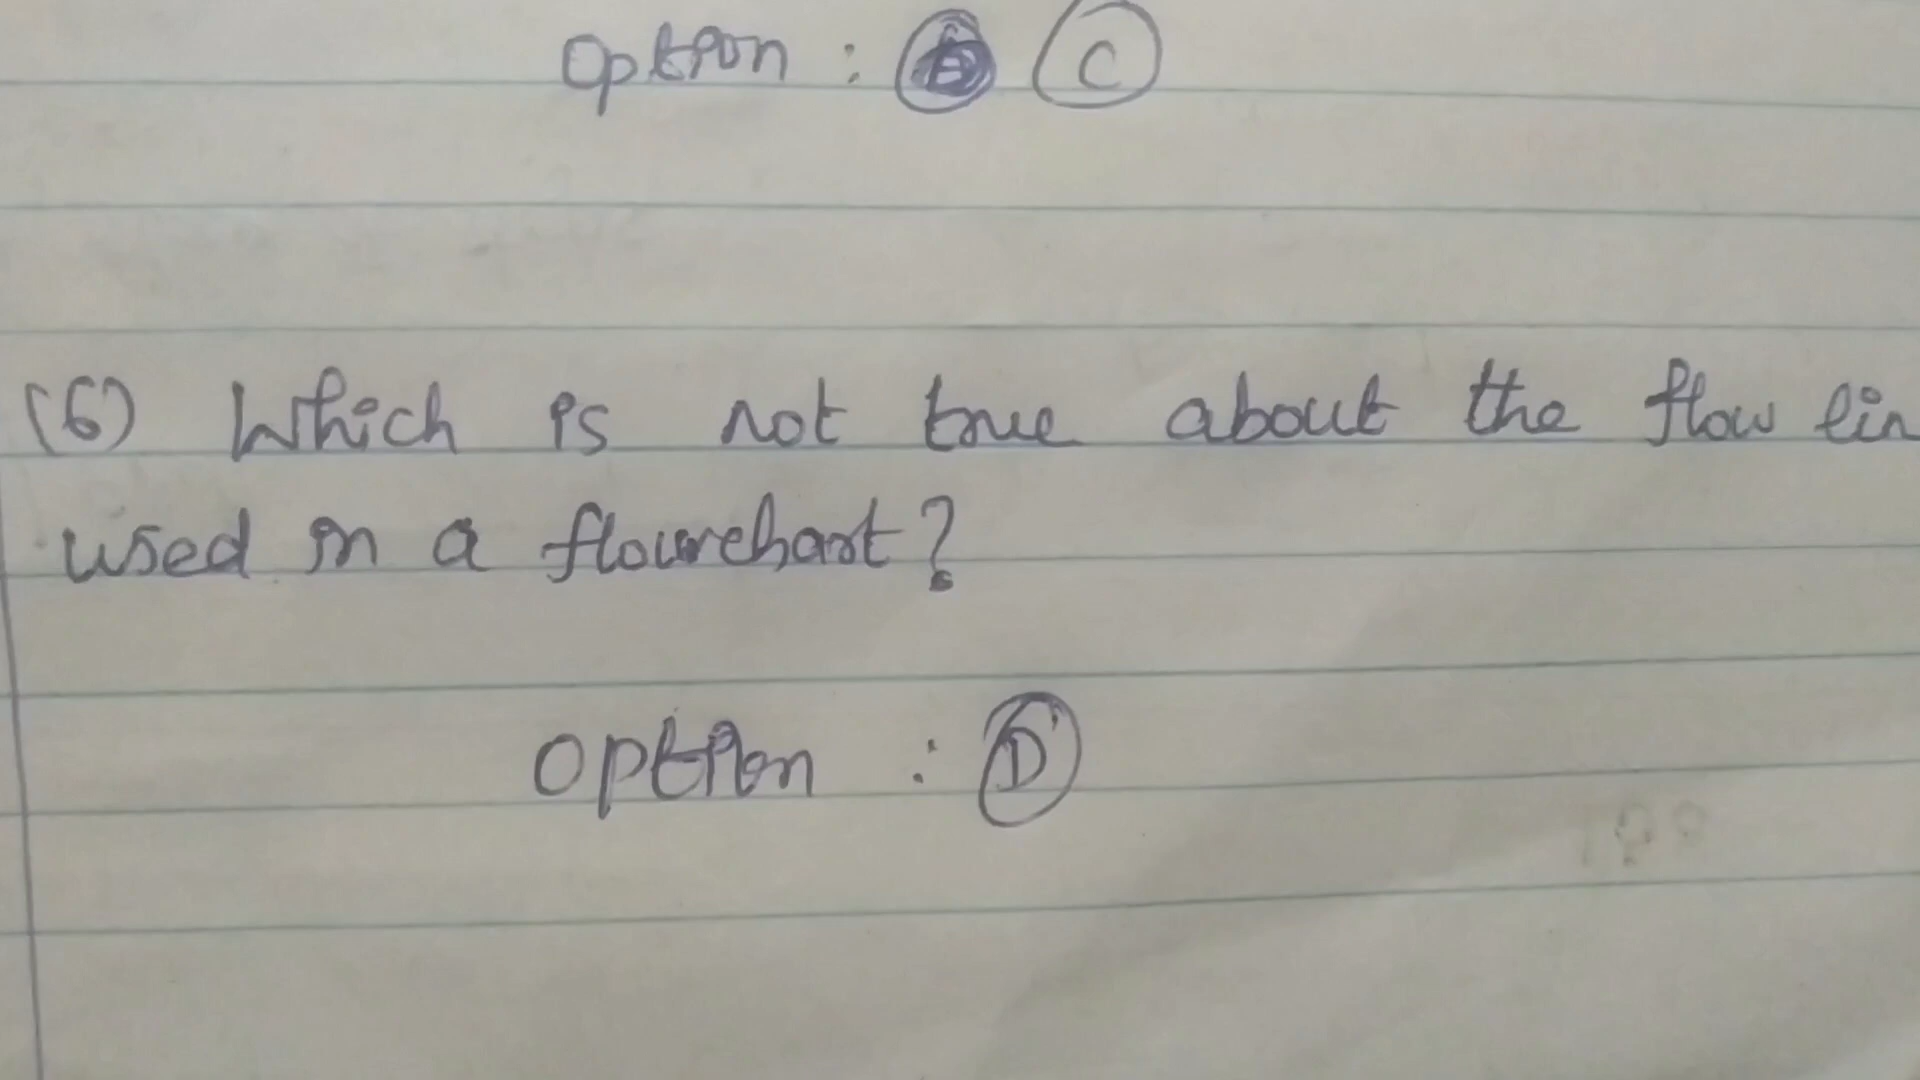 Option : C
(6) Which is not true about the flow lin
used in a flowchart?
Option : D